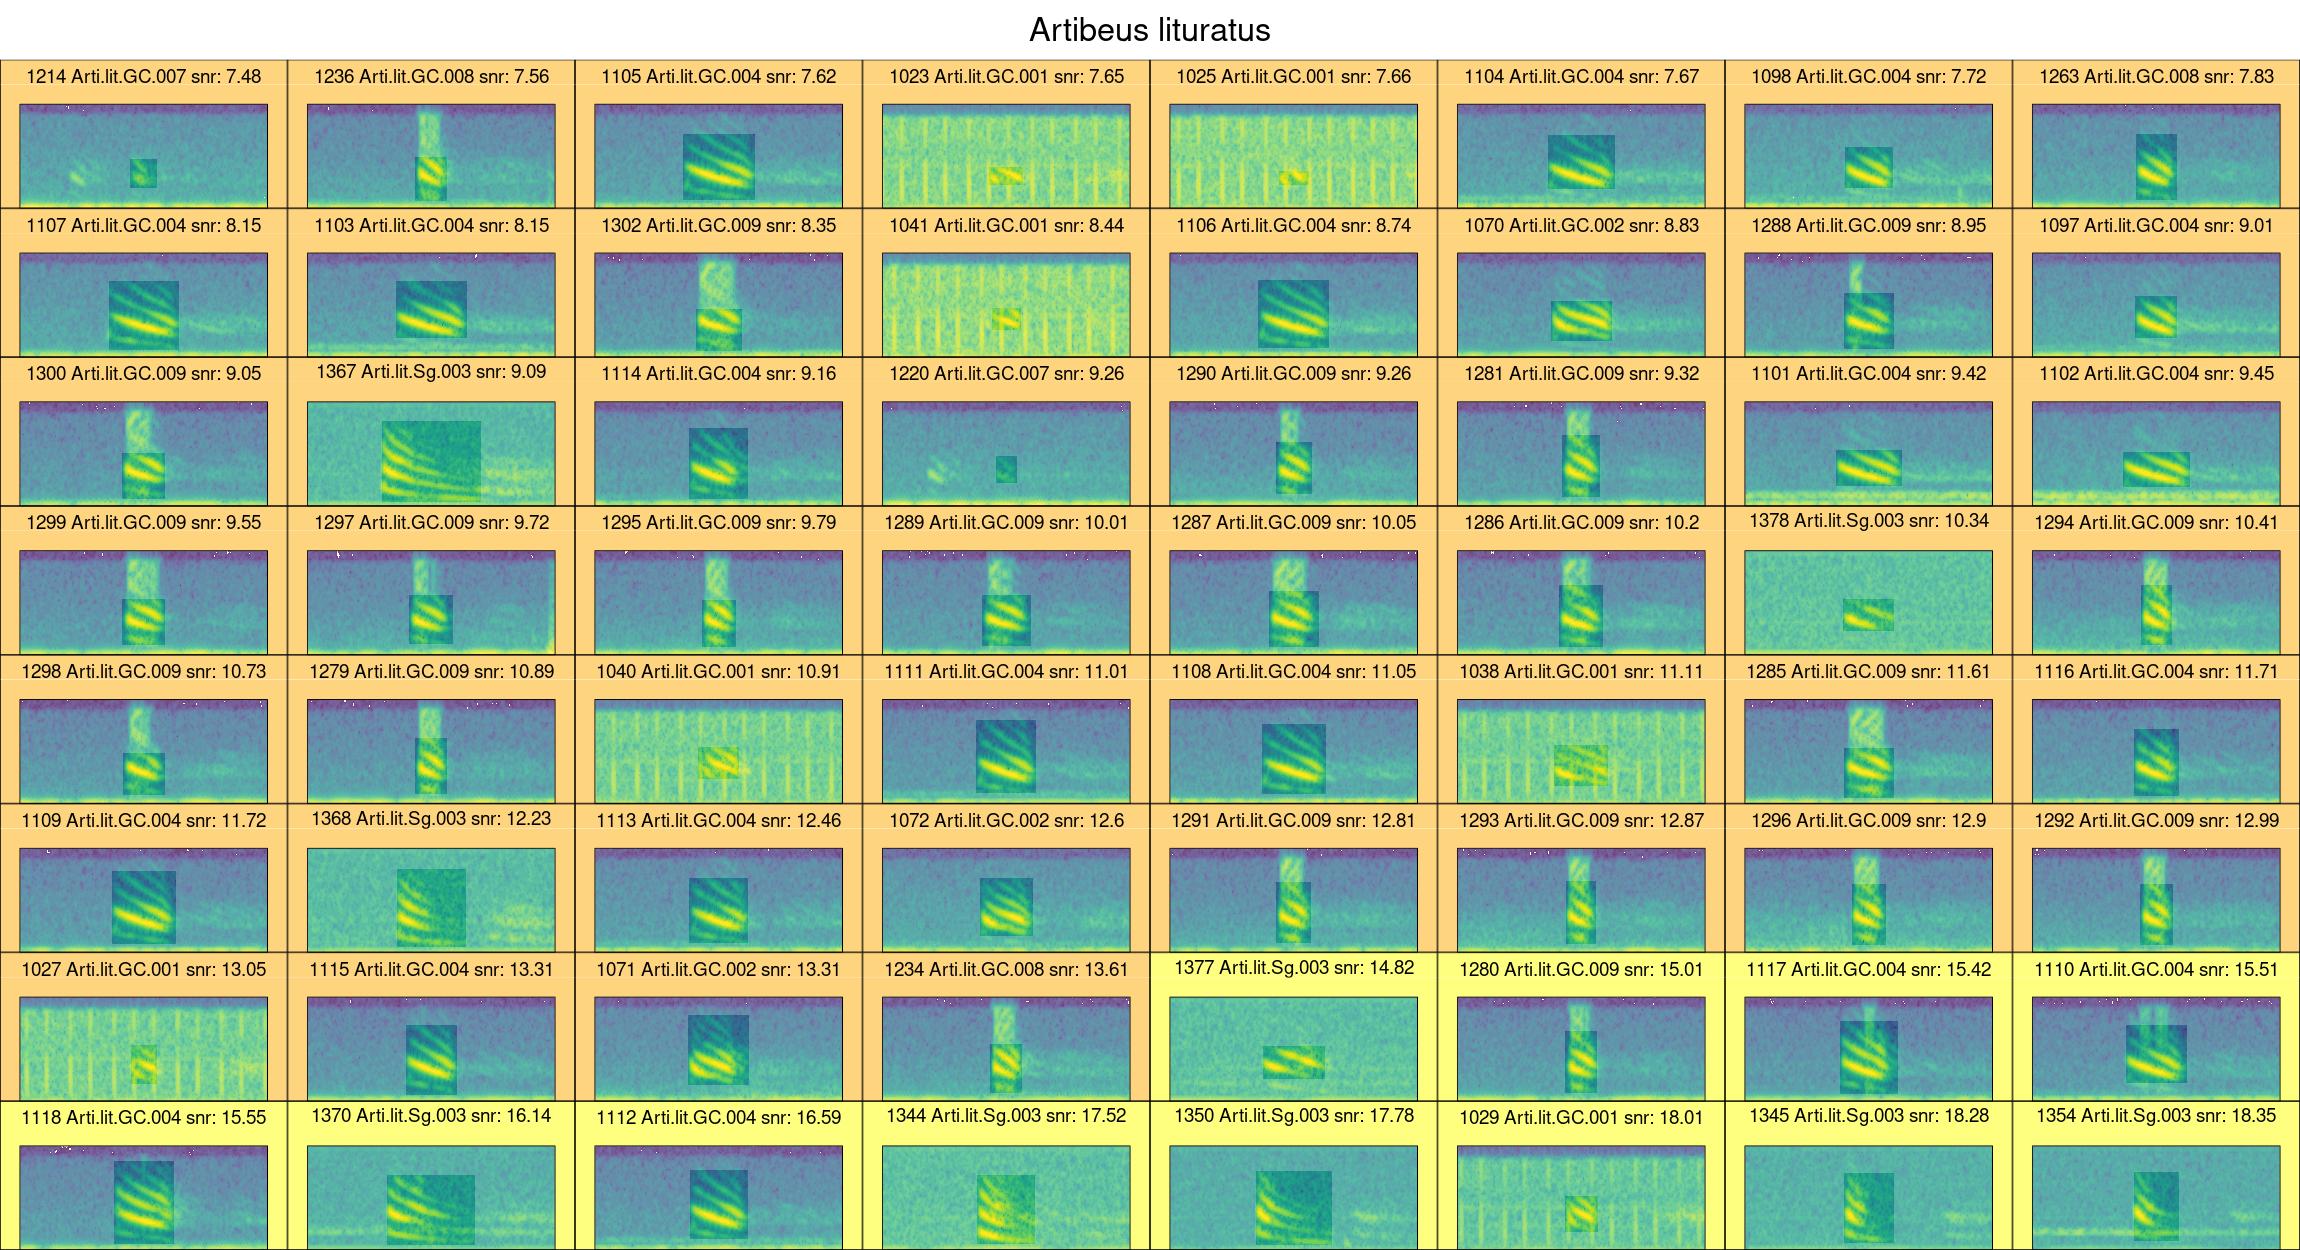 Artibeus lituratus
1214 Arti.lit.GC.007 snr: 7.48
1236 Arti.lit.GC.008 snr: 7.56
1105 Arti.lit.GC.004 snr: 7.62
1023 Arti.lit.GC.001 snr: 7.65
1025 Arti.lit.GC.001 snr: 7.66
1104 Arti.lit.GC.004 snr: 7.67
1098 Arti.lit.GC.004 snr: 7.72
1263 Arti.lit.GC.008 snr: 7.83
1107 Arti.lit.GC.004 snr: 8.15
1103 Arti.lit.GC.004 snr: 8.15
1302 Arti.lit.GC.009 snr: 8.35
1041 Arti.lit.GC.001 snr: 8.44
1106 Arti.lit.GC.004 snr: 8.74
1070 Arti.lit.GC.002 snr: 8.83
1288 Arti.lit.GC.009 snr: 8.95
1097 Arti.lit.GC.004 snr: 9.01
1300 Arti.lit.GC.009 snr: 9.05
1367 Arti.lit.Sg.003 snr: 9.09
1114 Arti.lit.GC.004 snr: 9.16
1220 Arti.lit.GC.007 snr: 9.26
1290 Arti.lit.GC.009 snr: 9.26
1281 Arti.lit.GC.009 snr: 9.32
1101 Arti.lit.GC.004 snr: 9.42
1102 Arti.lit.GC.004 snr: 9.45
1299 Arti.lit.GC.009 snr: 9.55
1297 Arti.lit.GC.009 snr: 9.72
1295 Arti.lit.GC.009 snr: 9.79
1289 Arti.lit.GC.009 snr: 10.01
1287 Arti.lit.GC.009 snr: 10.05
1286 Arti.lit.GC.009 snr: 10.2
1378 Arti.lit.Sg.003 snr: 10.34
1294 Arti.lit.GC.009 snr: 10.41
1298 Arti.lit.GC.009 snr: 10.73
1279 Arti.lit.GC.009 snr: 10.89
1040 Arti.lit.GC.001 snr: 10.91
1111 Arti.lit.GC.004 snr: 11.01
1108 Arti.lit.GC.004 snr: 11.05
1038 Arti.lit.GC.001 snr: 11.11
1285 Arti.lit.GC.009 snr: 11.61
1116 Arti.lit.GC.004 snr: 11.71
1109 Arti.lit.GC.004 snr: 11.72
1368 Arti.lit.Sg.003 snr: 12.23
1113 Arti.lit.GC.004 snr: 12.46
1072 Arti.lit.GC.002 snr: 12.6
1291 Arti.lit.GC.009 snr: 12.81
1293 Arti.lit.GC.009 snr: 12.87
1296 Arti.lit.GC.009 snr: 12.9
1292 Arti.lit.GC.009 snr: 12.99
1027 Arti.lit.GC.001 snr: 13.05
1115 Arti.lit.GC.004 snr: 13.31
1071 Arti.lit.GC.002 snr: 13.31
1234 Arti.lit.GC.008 snr: 13.61
1377 Arti.lit.Sg.003 snr: 14.82
1280 Arti.lit.GC.009 snr: 15.01
1117 Arti.lit.GC.004 snr: 15.42
1110 Arti.lit.GC.004 snr: 15.51
1118 Arti.lit.GC.004 snr: 15.55
1370 Arti.lit.Sg.003 snr: 16.14
1112 Arti.lit.GC.004 snr: 16.59
1344 Arti.lit.Sg.003 snr: 17.52
1350 Arti.lit.Sg.003 snr: 17.78
1029 Arti.lit.GC.001 snr: 18.01
1345 Arti.lit.Sg.003 snr: 18.28
1354 Arti.lit.Sg.003 snr: 18.35